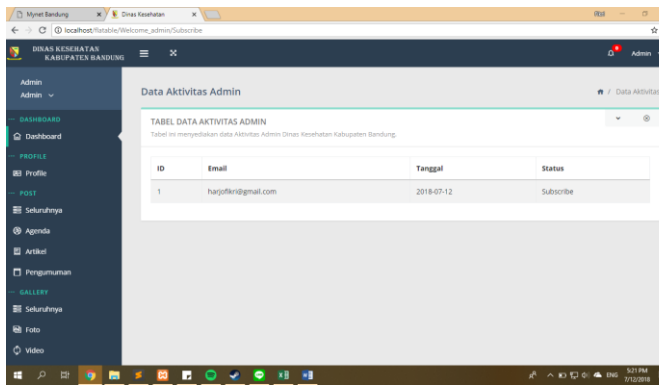 Mynet Bandung
Dinas Kesehatan
localhost/flatable/Welcome_admin/Subscribe
DINAS KESEHATAN
KABUPATEN BANDUNG
Admin
Admin
Admin
Data Aktivitas Admin
/ Data Aktivitas
DASHBOARD
Dashboard
PROFILE
Profile
POST
Seluruhnya
Agenda
Artikel
Pengumuman
GALLERY
Seluruhnya
Foto
Video
TABEL DATA AKTIVITAS ADMIN
Tabel ini menyediakan data Aktivitas Admin Dinas Kesehatan Kabupaten Bandung.
ID Email Tanggal Status
1 harjofikri@gmail.com 2018-07-12 Subscribe
ENG
5:21 PM
7/12/2018